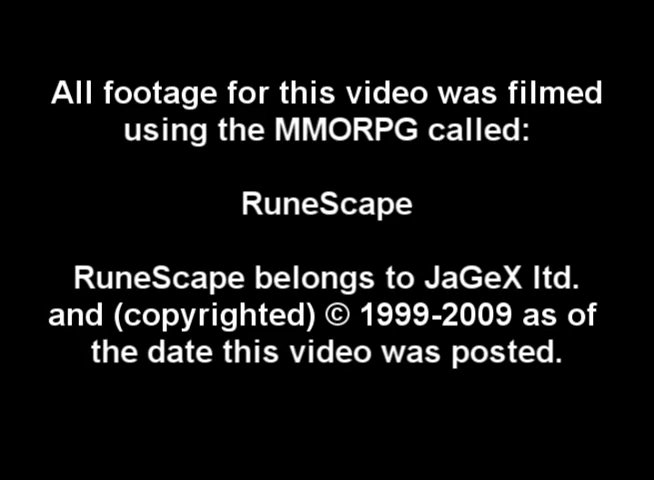 All footage for this video was filmed
using the MMORPG called:
RuneScape
RuneScape belongs to JaGeX ltd.
and (copyrighted) © 1999-2009 as of
the date this video was posted.